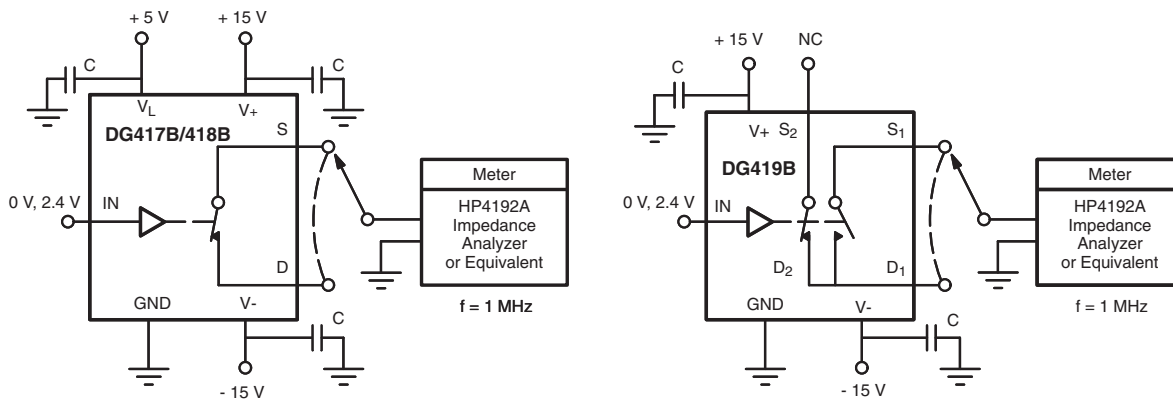 + 5 V
+ 15 V
C
C
VL
V+
DG417B/418B
S
0 V, 2.4 V
IN
D
GND
V-
C
- 15 V
Meter
HP4192A
Impedance
Analyzer
or Equivalent
f = 1 MHz
+ 15 V
NC
C
V+
S2
S1
DG419B
0 V, 2.4 V
IN
D2
D1
GND
V-
C
- 15 V
Meter
HP4192A
Impedance
Analyzer
or Equivalent
f = 1 MHz